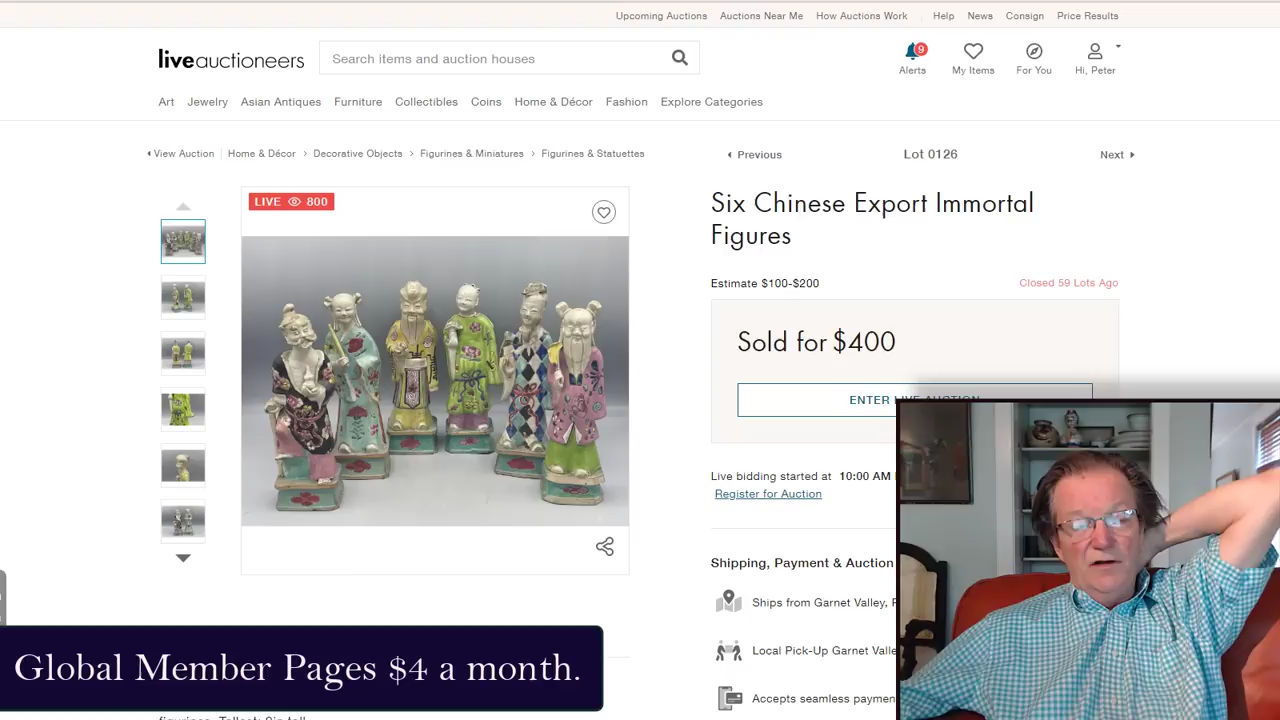 Upcoming Auctions Auctions Near Me How Auctions Work Help News Consign Price Results
liveauctioneers
Search items and auction houses
9
Alerts My Items For You Hi, Peter
Art Jewelry Asian Antiques Furniture Collectibles Coins Home & Décor Fashion Explore Categories
View Auction Home & Décor Decorative Objects Figurines & Miniatures Figurines & Statuettes
Previous Lot 0126 Next
LIVE 800
Six Chinese Export Immortal
Figures
Estimate $100-$200 Closed 59 Lots Ago
Sold for $400
ENTER LIVE AUCTION
Live bidding started at 10:00 AM
Register for Auction
Shipping, Payment & Auction
Ships from Garnet Valley,
Local Pick-Up Garnet Valle
Accepts seamless paymen
Global Member Pages $4 a month.